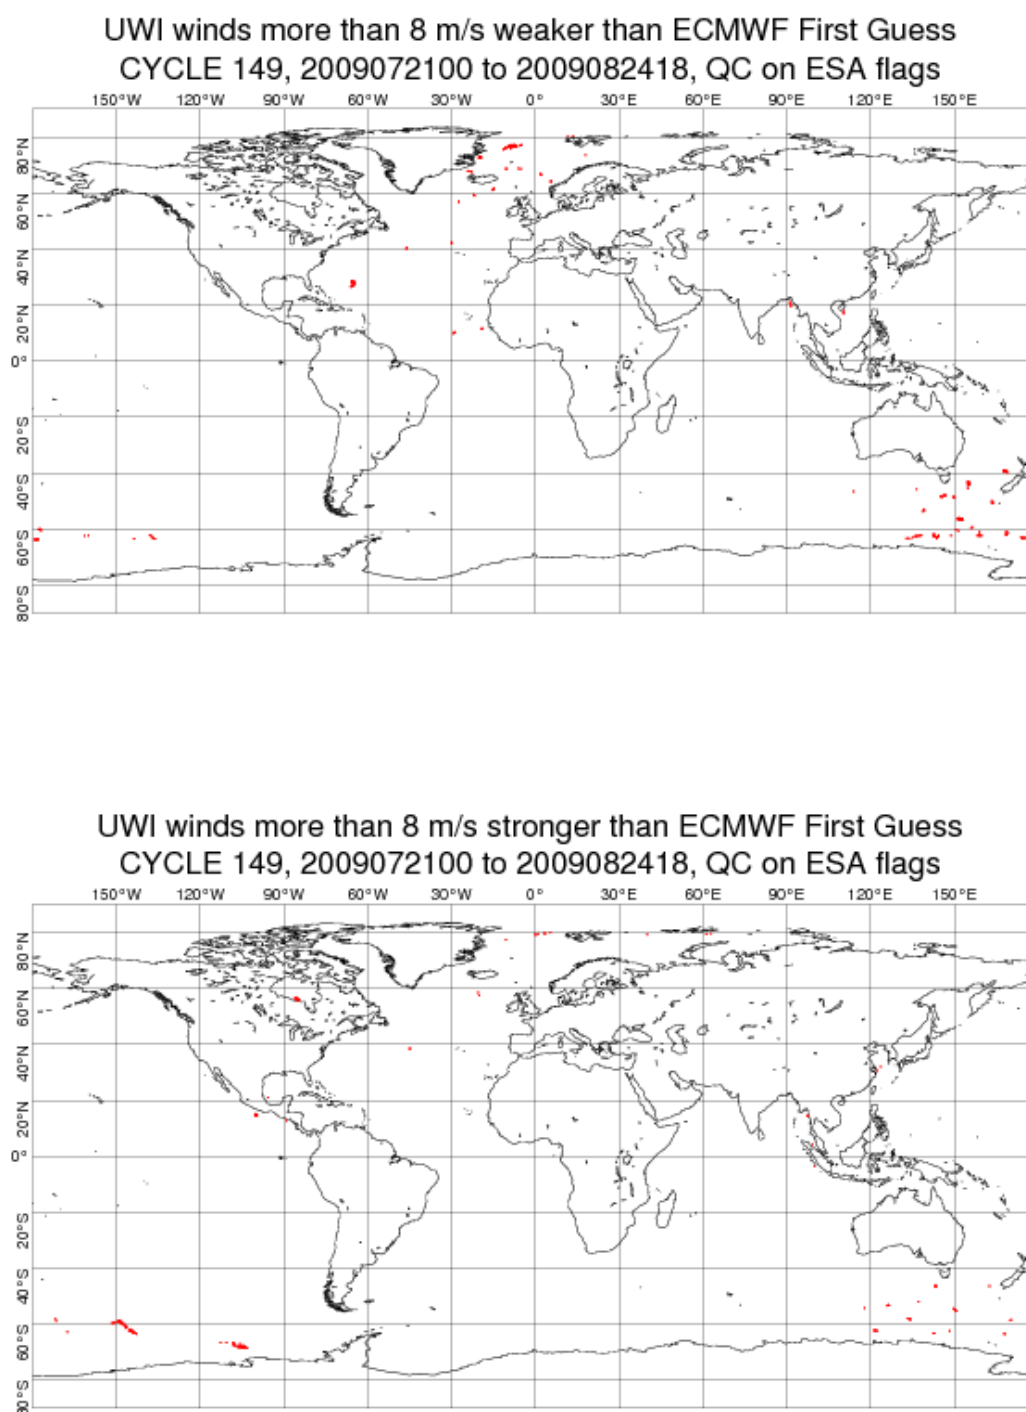 UWI winds more than 8 m/s weaker than ECMWF First Guess
CYCLE 149, 2009072100 to 2009082418, QC on ESA flags
150°W 120°W 90°W 60°W 30°W 0° 30°E 60°E 90°E 120°E 150°E
80°N
60°N
40°N
20°N
0°
20°S
40°S
60°S
80°S
UWI winds more than 8 m/s stronger than ECMWF First Guess
CYCLE 149, 2009072100 to 2009082418, QC on ESA flags
150°W 120°W 90°W 60°W 30°W 0° 30°E 60°E 90°E 120°E 150°E
80°N
60°N
40°N
20°N
0°
20°S
40°S
60°S